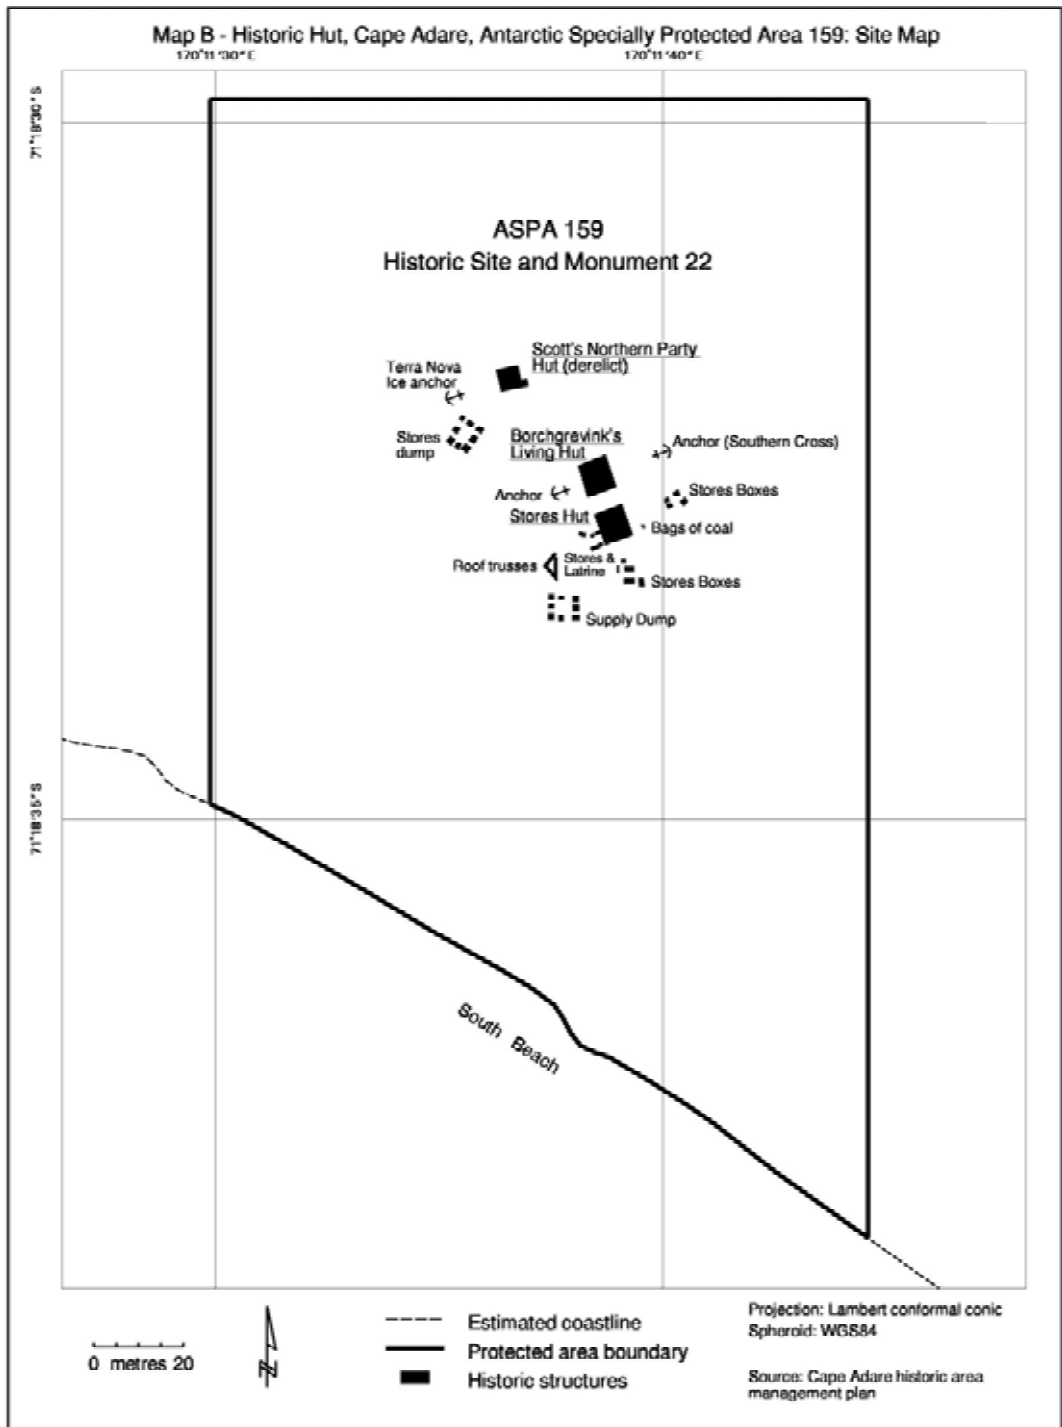 Map B - Historic Hut, Cape Adare, Antarctic Specially Protected Area 159: Site Map
170°11'30"E
170°11'40"E
71°18'30"S
ASPA 159
Historic Site and Monument 22
Scott's Northern Party
Hut (derelict)
Terra Nova
Ice anchor
Stores
dump
Borchgrevink's
Living Hut
Anchor (Southern Cross)
Anchor
Stores Boxes
Stores Hut
Bags of coal
Roof trusses
Stores &
Latrine
Stores Boxes
Supply Dump
71°18'35"S
South Beach
0 metres 20
N
Estimated coastline
Protected area boundary
Historic structures
Projection: Lambert conformal conic
Spheroid: WGS84
Source: Cape Adare historic area
management plan